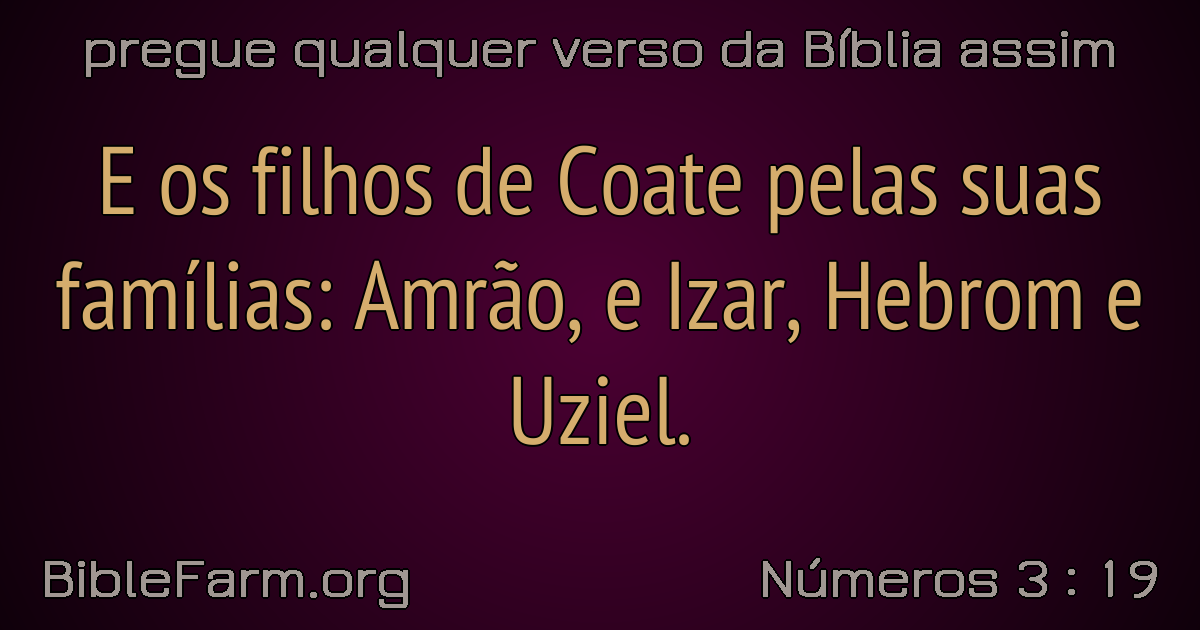 pregue qualquer verso da Bíblia assim
E os filhos de Coate pelas suas
famílias: Amrão, e Izar, Hebrom e
Uziel.
BibleFarm.org
Números 3 : 19